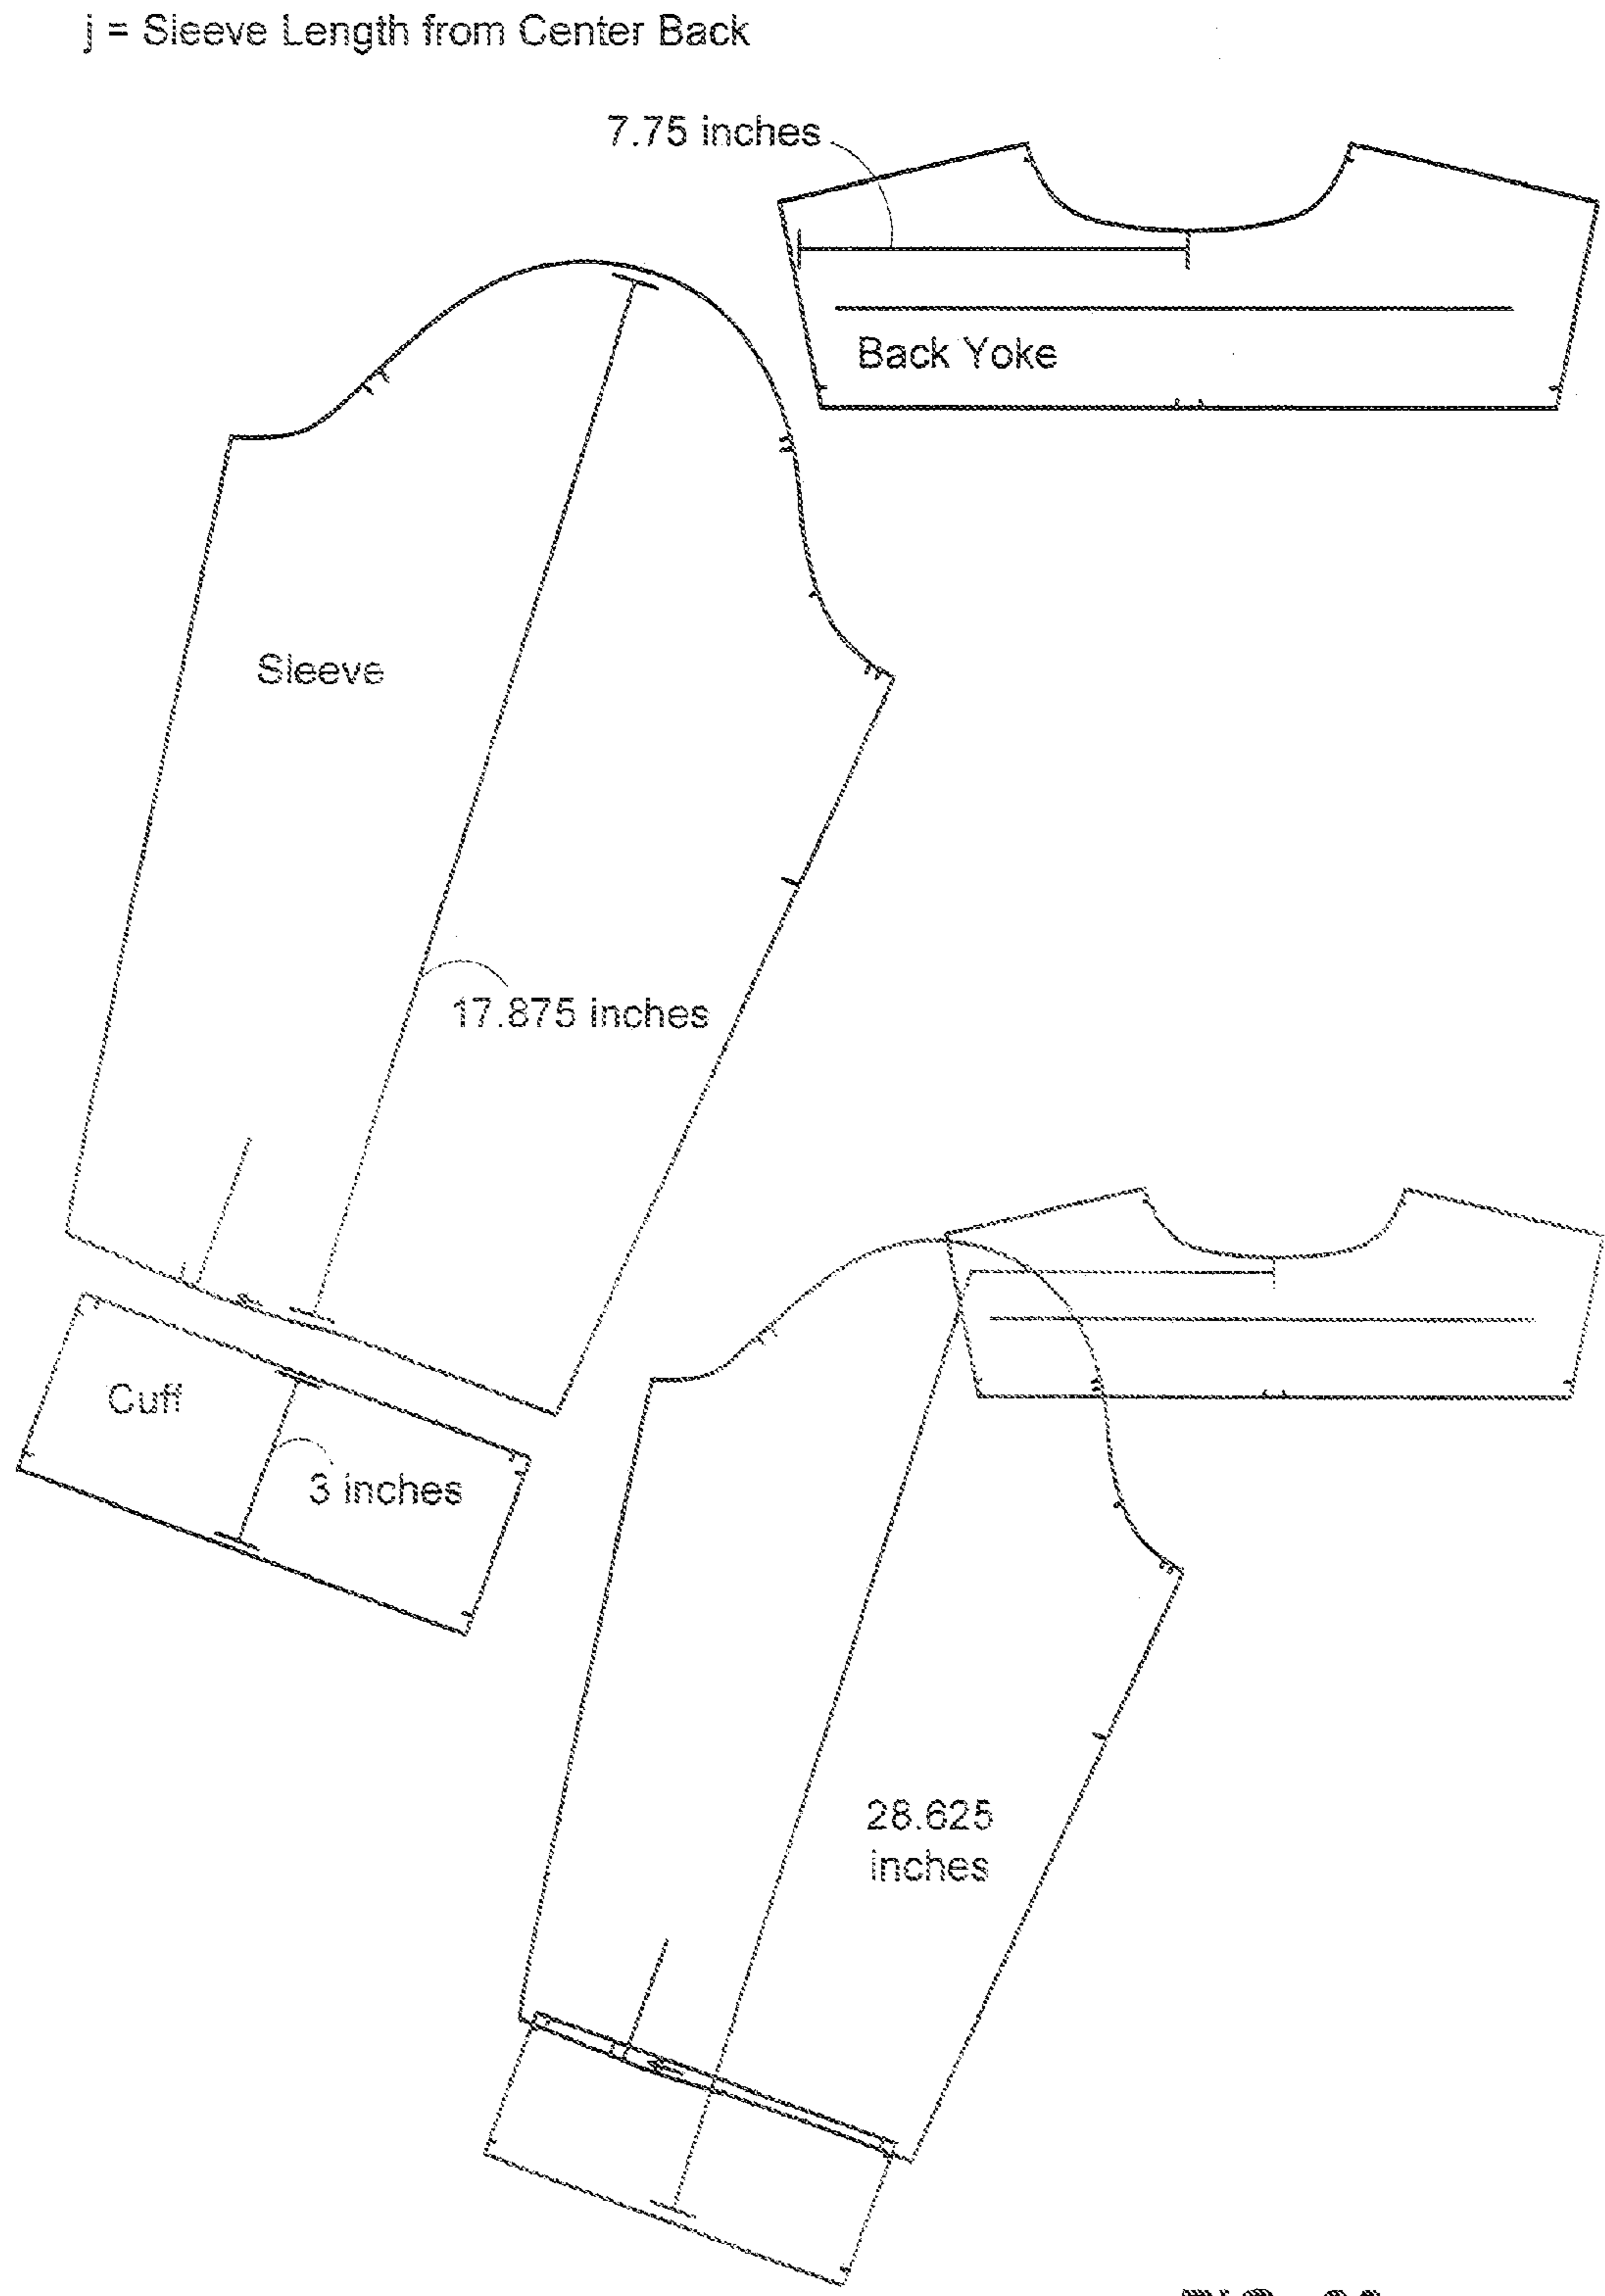 j = Sleeve Length from Center Back
7.75 inches
Back Yoke
Sleeve
17.875 inches
Cuff
3 inches
28.625
inches